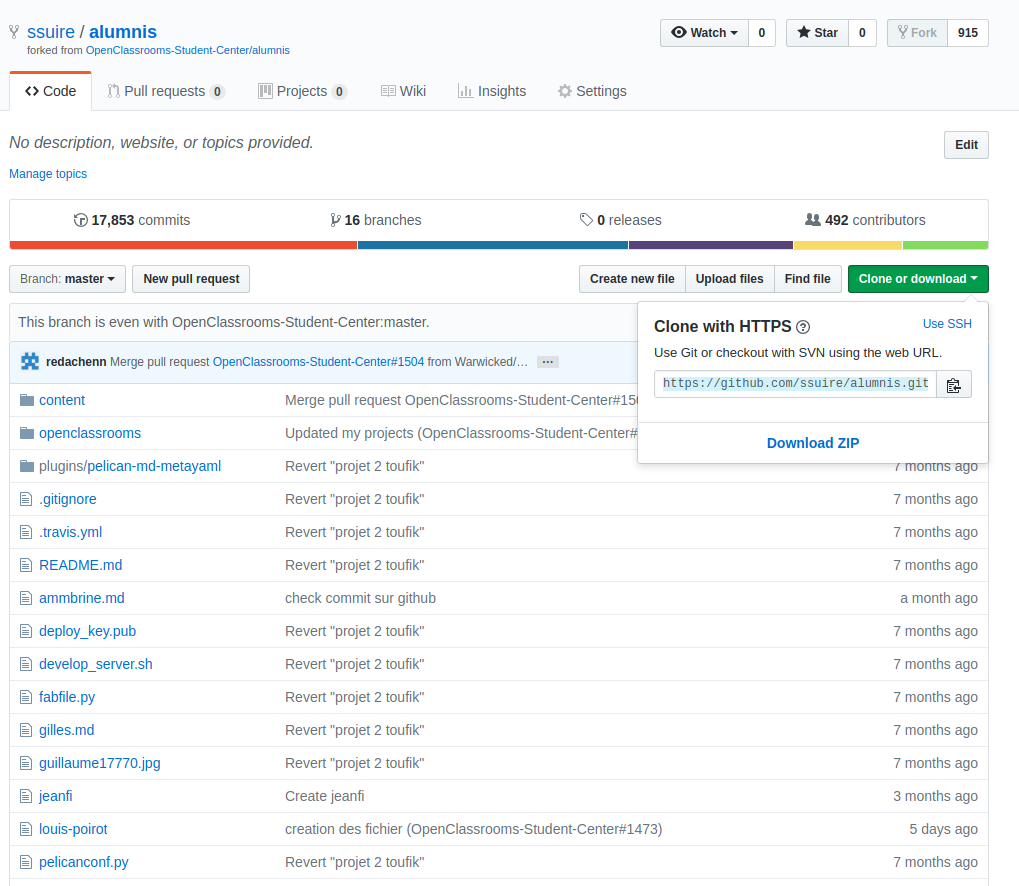 ssuire / alumnis
forked from OpenClassrooms-Student-Center/alumnis
Watch 0 Star 0 Fork 915
Code Pull requests 0 Projects 0 Wiki Insights Settings
No description, website, or topics provided. Edit
Manage topics
17,853 commits 16 branches 0 releases 492 contributors
Branch: master New pull request Create new file Upload files Find file Clone or download
This branch is even with OpenClassrooms-Student-Center:master.
Clone with HTTPS ? Use SSH
Use Git or checkout with SVN using the web URL.
https://github.com/ssuire/alumnis.git
Download ZIP
redachenn Merge pull request OpenClassrooms-Student-Center#1504 from Warwicked/… …
content Merge pull request OpenClassrooms-Student-Center#150
openclassrooms Updated my projects (OpenClassrooms-Student-Center#
plugins/pelican-md-metayaml Revert "projet 2 toufik" 7 months ago
.gitignore Revert "projet 2 toufik" 7 months ago
.travis.yml Revert "projet 2 toufik" 7 months ago
README.md Revert "projet 2 toufik" 7 months ago
ammbrine.md check commit sur github a month ago
deploy_key.pub Revert "projet 2 toufik" 7 months ago
develop_server.sh Revert "projet 2 toufik" 7 months ago
fabfile.py Revert "projet 2 toufik" 7 months ago
gilles.md Revert "projet 2 toufik" 7 months ago
guillaume17770.jpg Revert "projet 2 toufik" 7 months ago
jeanfi Create jeanfi 3 months ago
louis-poirot creation des fichier (OpenClassrooms-Student-Center#1473) 5 days ago
pelicanconf.py Revert "projet 2 toufik" 7 months ago